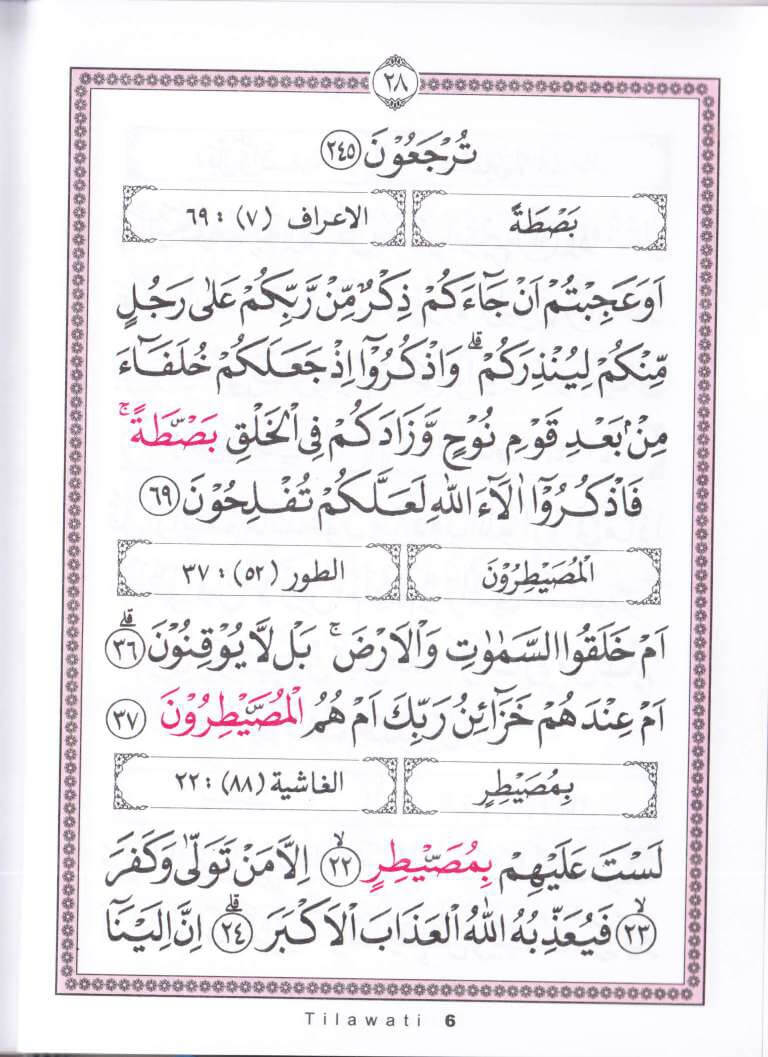 ٢٨
تُرْجَعُوْنَ ﴿٢٤٥﴾
بَصْطَةً الاعراف (٧) : ٦٩
اَوَعَجِبْتُمْ اَنْ جَآءَكُمْ ذِكْرٌ مِّنْ رَّبِّكُمْ عَلٰى رَجُلٍ
مِّنْكُمْ لِيُنْذِرَكُمْ ۗ وَاذْكُرُوْٓا اِذْ جَعَلَكُمْ خُلَفَآءَ
مِنْۢ بَعْدِ قَوْمِ نُوْحٍ وَّزَادَكُمْ فِى الْخَلْقِ بَصْۣطَةً ۚ
فَاذْكُرُوْٓا اٰلَآءَ اللّٰهِ لَعَلَّكُمْ تُفْلِحُوْنَ ﴿٦٩﴾
الْمُصَيْطِرُوْنَ الطور (٥٢) : ٣٧
اَمْ خَلَقُوا السَّمٰوٰتِ وَالْاَرْضَ ۚ بَلْ لَّا يُوْقِنُوْنَ ۗ ﴿٣٦﴾
اَمْ عِنْدَهُمْ خَزَآئِنُ رَبِّكَ اَمْ هُمُ الْمُصَۜيْطِرُوْنَ ﴿٣٧﴾
بِمُصَيْطِرٍ الغاشية (٨٨) : ٢٢
لَسْتَ عَلَيْهِمْ بِمُصَۜيْطِرٍ ۙ ﴿٢٢﴾ اِلَّا مَنْ تَوَلّٰى وَكَفَرَ
ۙ ﴿٢٣﴾ فَيُعَذِّبُهُ اللّٰهُ الْعَذَابَ الْاَكْبَرَ ۗ ﴿٢٤﴾ اِنَّ اِلَيْنَآ
Tilawati 6